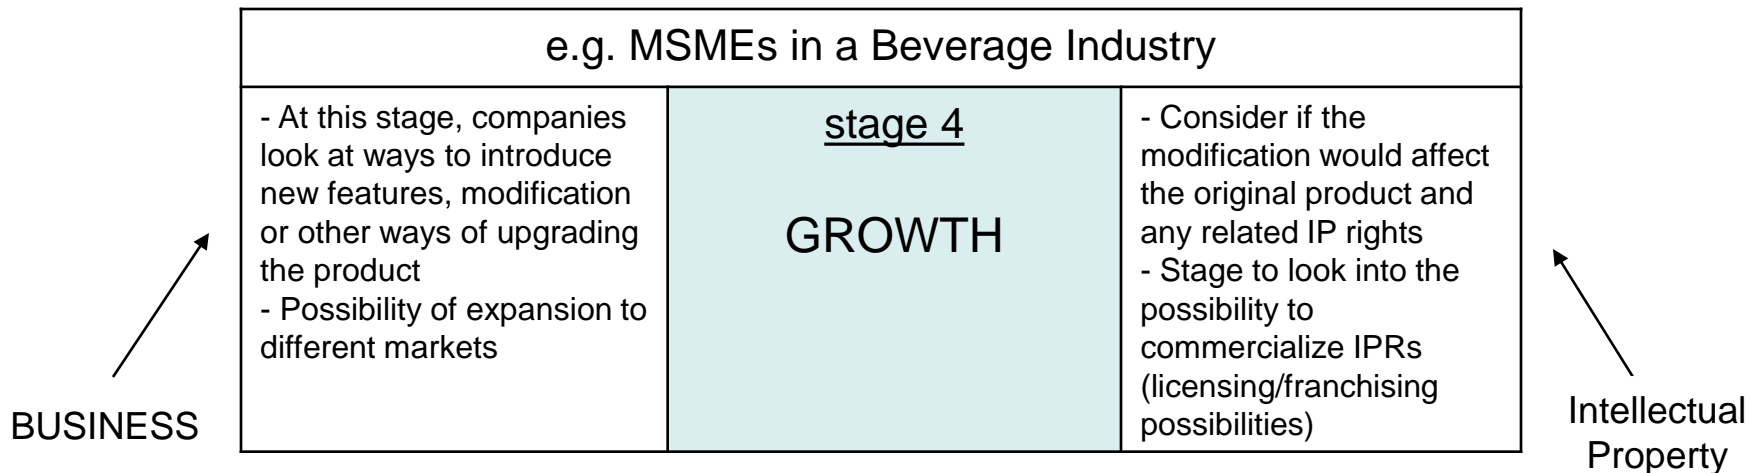 e.g. MSMEs in a Beverage Industry
- At this stage, companies
look at ways to introduce
new features, modification
or other ways of upgrading
the product
- Possibility of expansion to
different markets
stage 4
GROWTH
- Consider if the
modification would affect
the original product and
any related IP rights
- Stage to look into the
possibility to
commercialize IPRs
(licensing/franchising
possibilities)
BUSINESS
Intellectual
Property